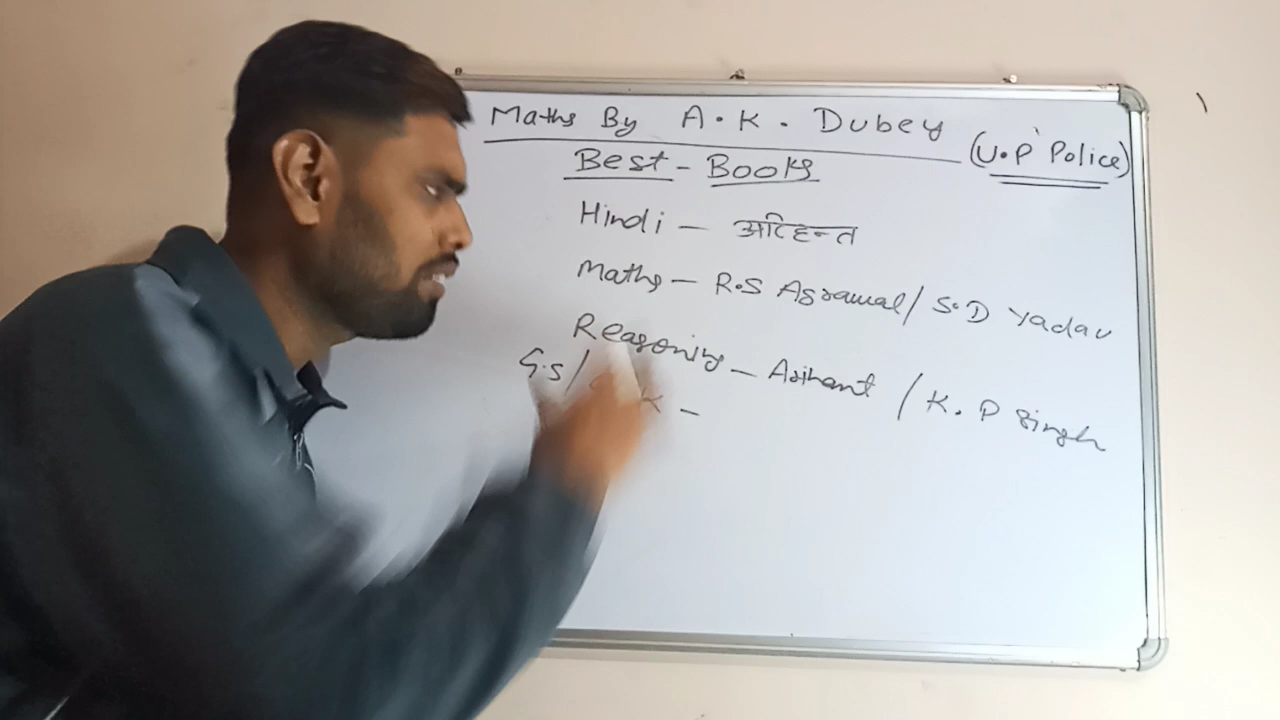 Maths By A.K. Dubey (U.P Police)
Best-Books
Hindi — अरिहन्त
Maths — R.S Agrawal/S.D Yadav
Reasoning — Arihant / K.P Singh
G.S/ K —